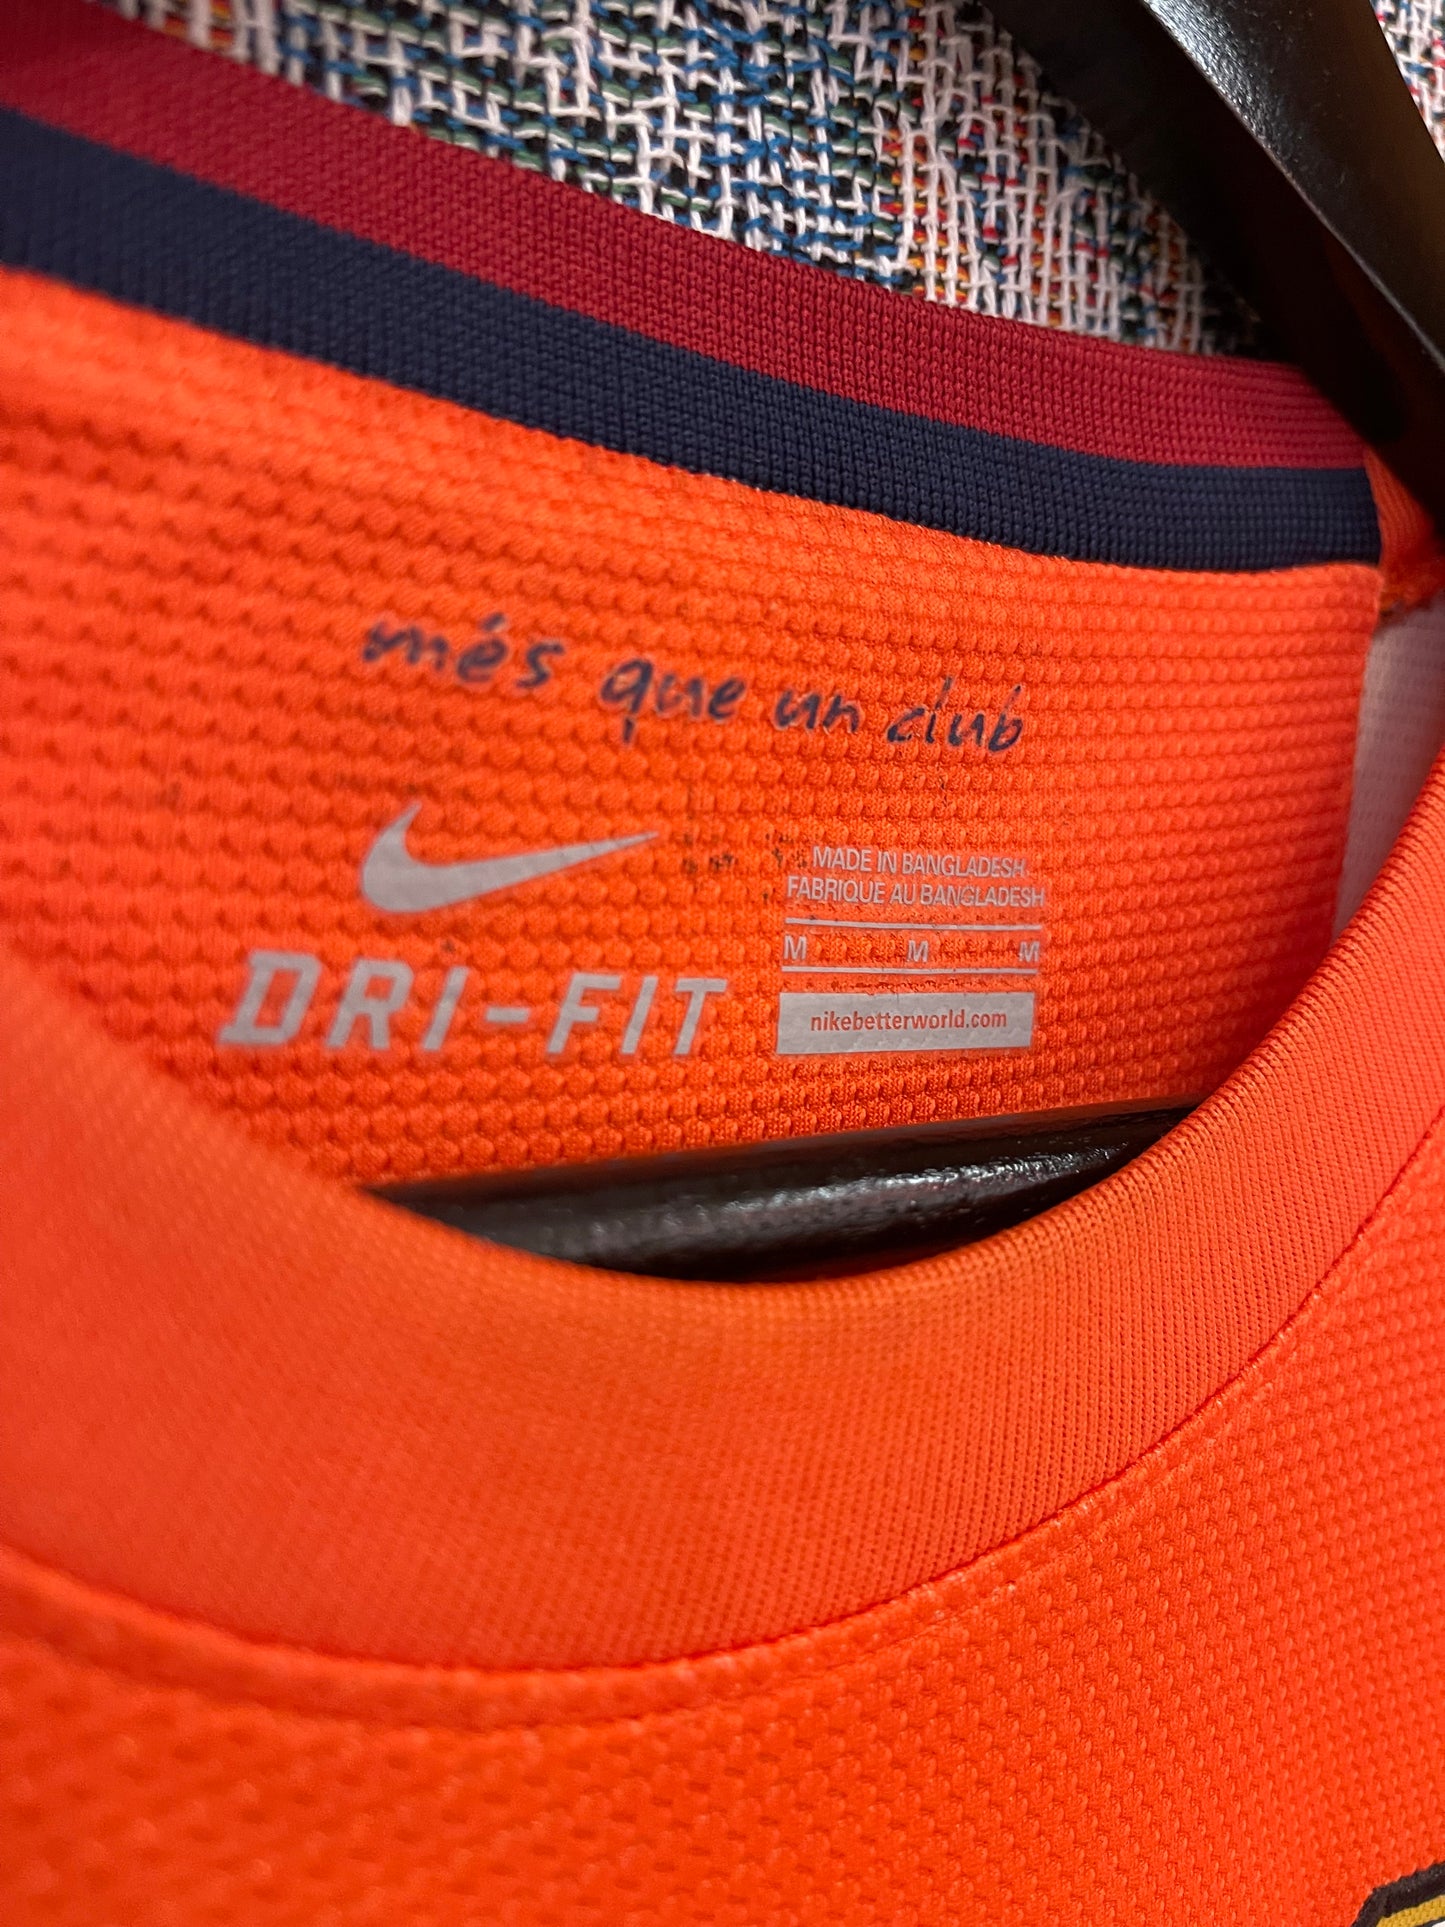 més que un club
MADE IN BANGLADESH
FABRIQUE AU BANGLADESH
M M M
DRI-FIT
nikebetterworld.com